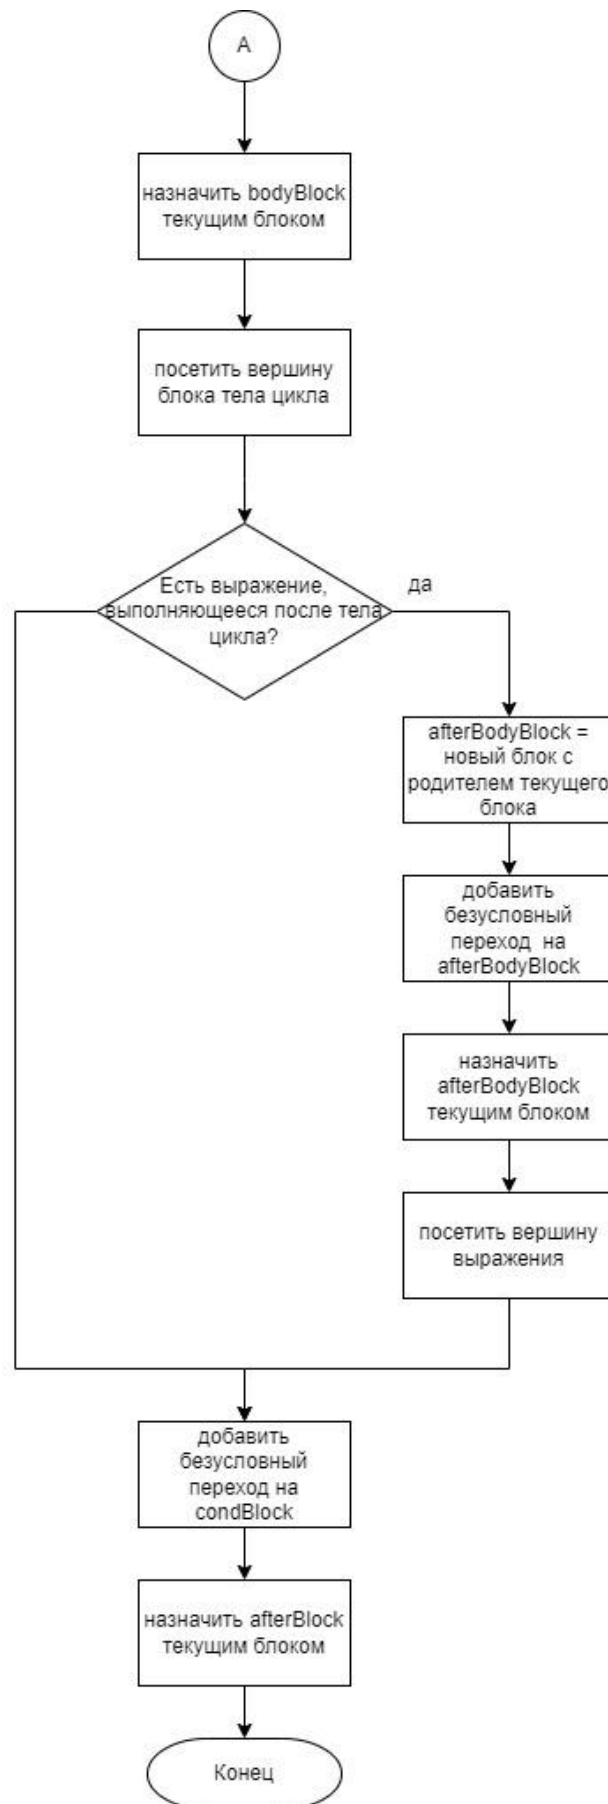 А
назначить bodyBlock
текущим блоком
посетить вершину
блока тела цикла
Есть выражение,
выполняющееся после тела
цикла?
да
afterBodyBlock =
новый блок с
родителем текущего
блока
добавить
безусловный
переход на
afterBodyBlock
назначить
afterBodyBlock
текущим блоком
посетить вершину
выражения
добавить
безусловный
переход на
condBlock
назначить afterBlock
текущим блоком
Конец